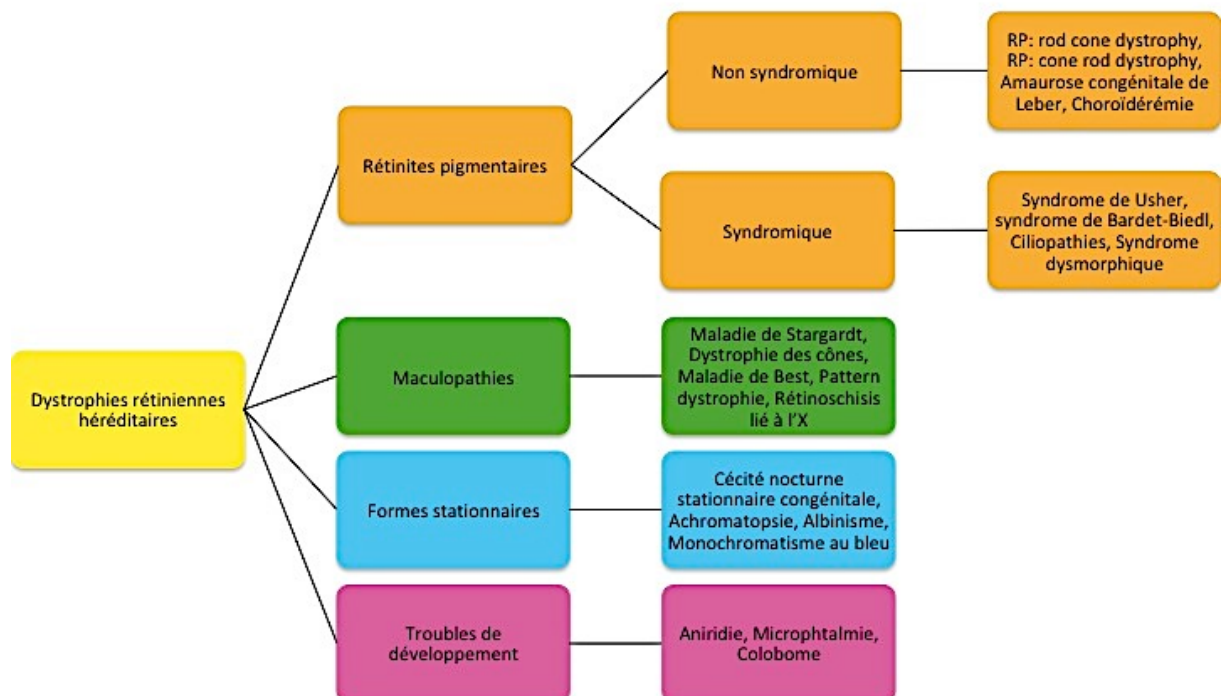 Dystrophies rétiniennes
héréditaires
Rétinites pigmentaires
Non syndromique
RP: rod cone dystrophy,
RP: cone rod dystrophy,
Amaurose congénitale de
Leber, Choroïdérémie
Syndromique
Syndrome de Usher,
syndrome de Bardet-Biedl,
Ciliopathies, Syndrome
dysmorphique
Maculopathies
Maladie de Stargardt,
Dystrophie des cônes,
Maladie de Best, Pattern
dystrophie, Rétinoschisis
lié à l'X
Formes stationnaires
Cécité nocturne
stationnaire congénitale,
Achromatopsie, Albinisme,
Monochromatisme au bleu
Troubles de
développement
Aniridie, Microphtalmie,
Colobome